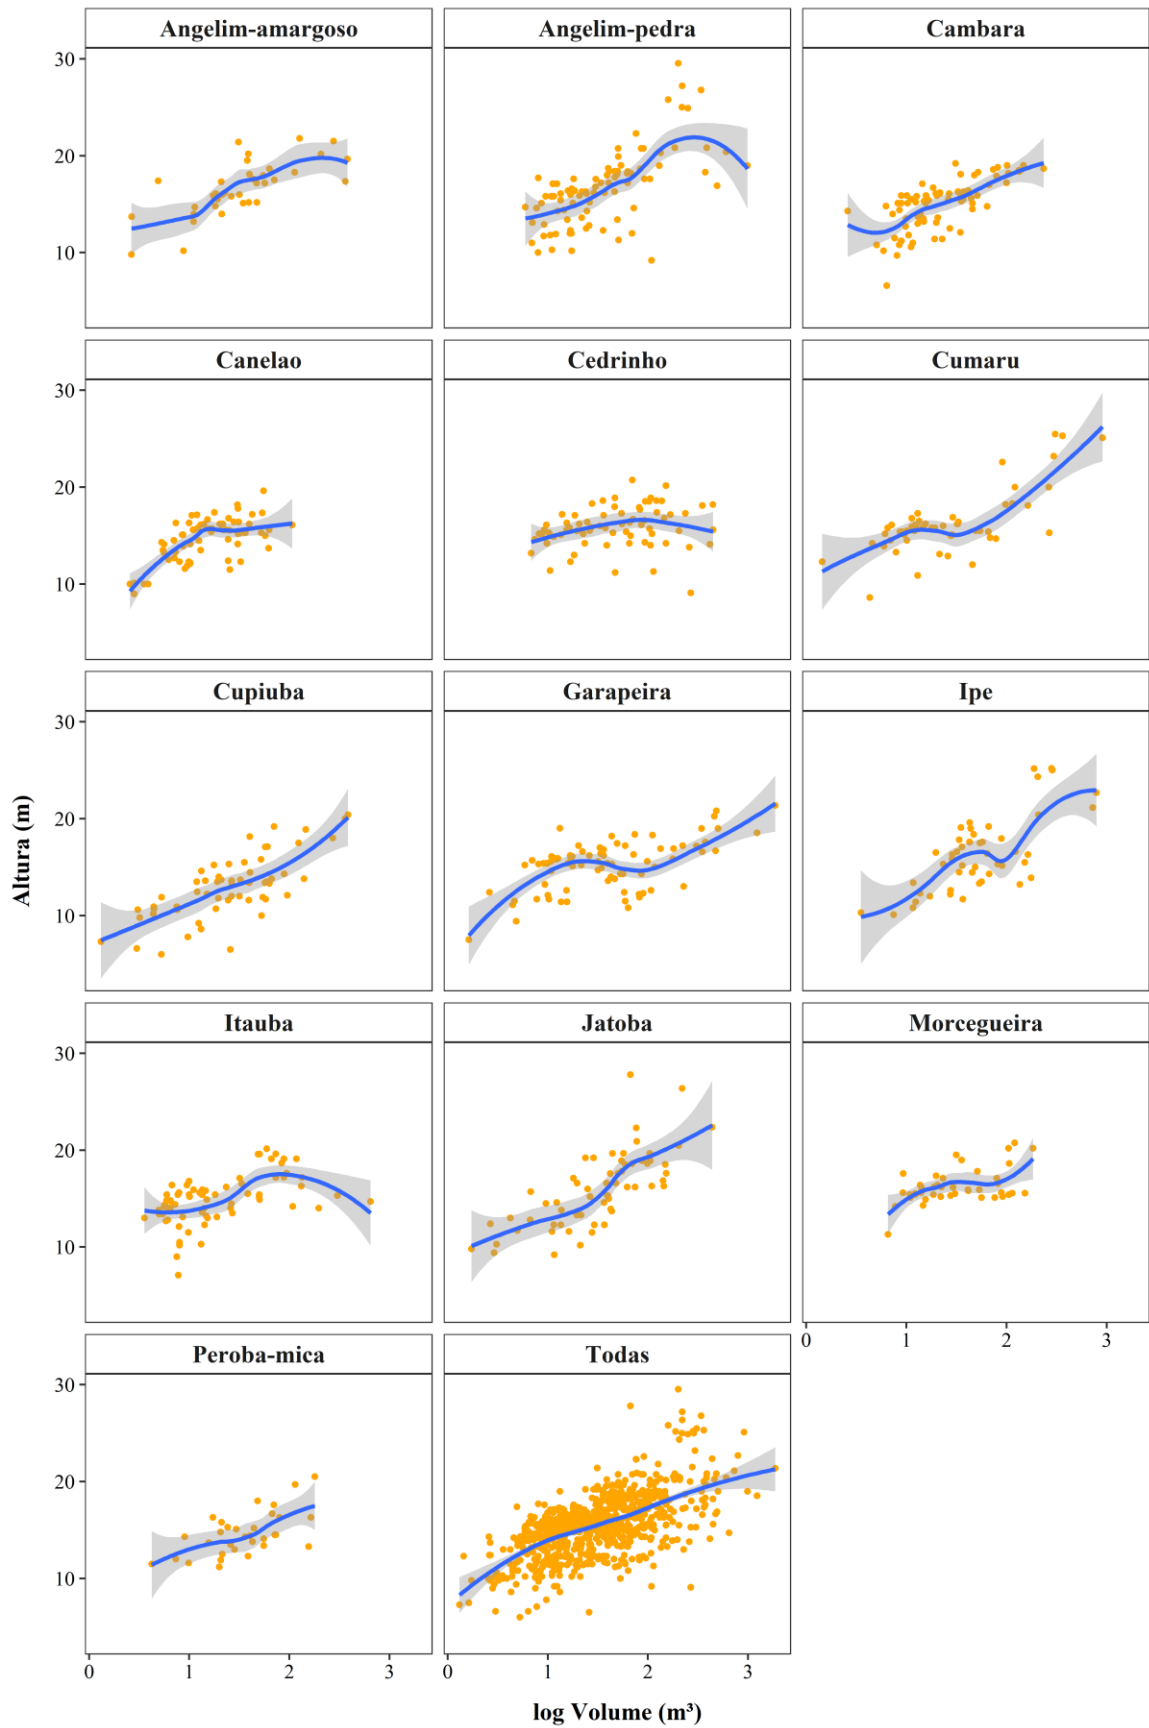 Angelim-amargoso Angelim-pedra Cambara
30
20
10
Canelao Cedrinho Cumaru
30
20
10
Cupiuba Garapeira Ipe
30
20
10
Altura (m)
Itauba Jatoba Morcegueira
30
20
10
0 1 2 3
Peroba-mica Todas
30
20
10
0 1 2 3 0 1 2 3
log Volume (m³)